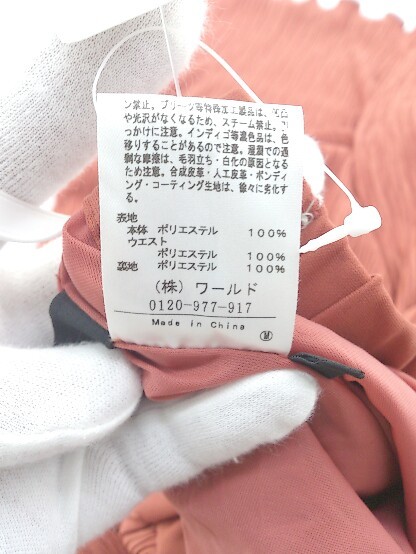 ン禁止。プリーツ等特殊加工製品は、
や光沢がなくなるため、スチーム禁止。引
っかけに注意。インディゴ等濃色品は、色
移りすることがあるので注意。湿潤での過
剰な摩擦は、毛羽立ち・白化の原因となる
ため注意。合成皮革・人工皮革・ボンディ
ング・コーティング生地は、徐々に劣化す
る。
表地
本体 ポリエステル 100%
ウエスト
ポリエステル 100%
裏地 ポリエステル 100%
(株) ワールド
0120-977-917
Made in China
M